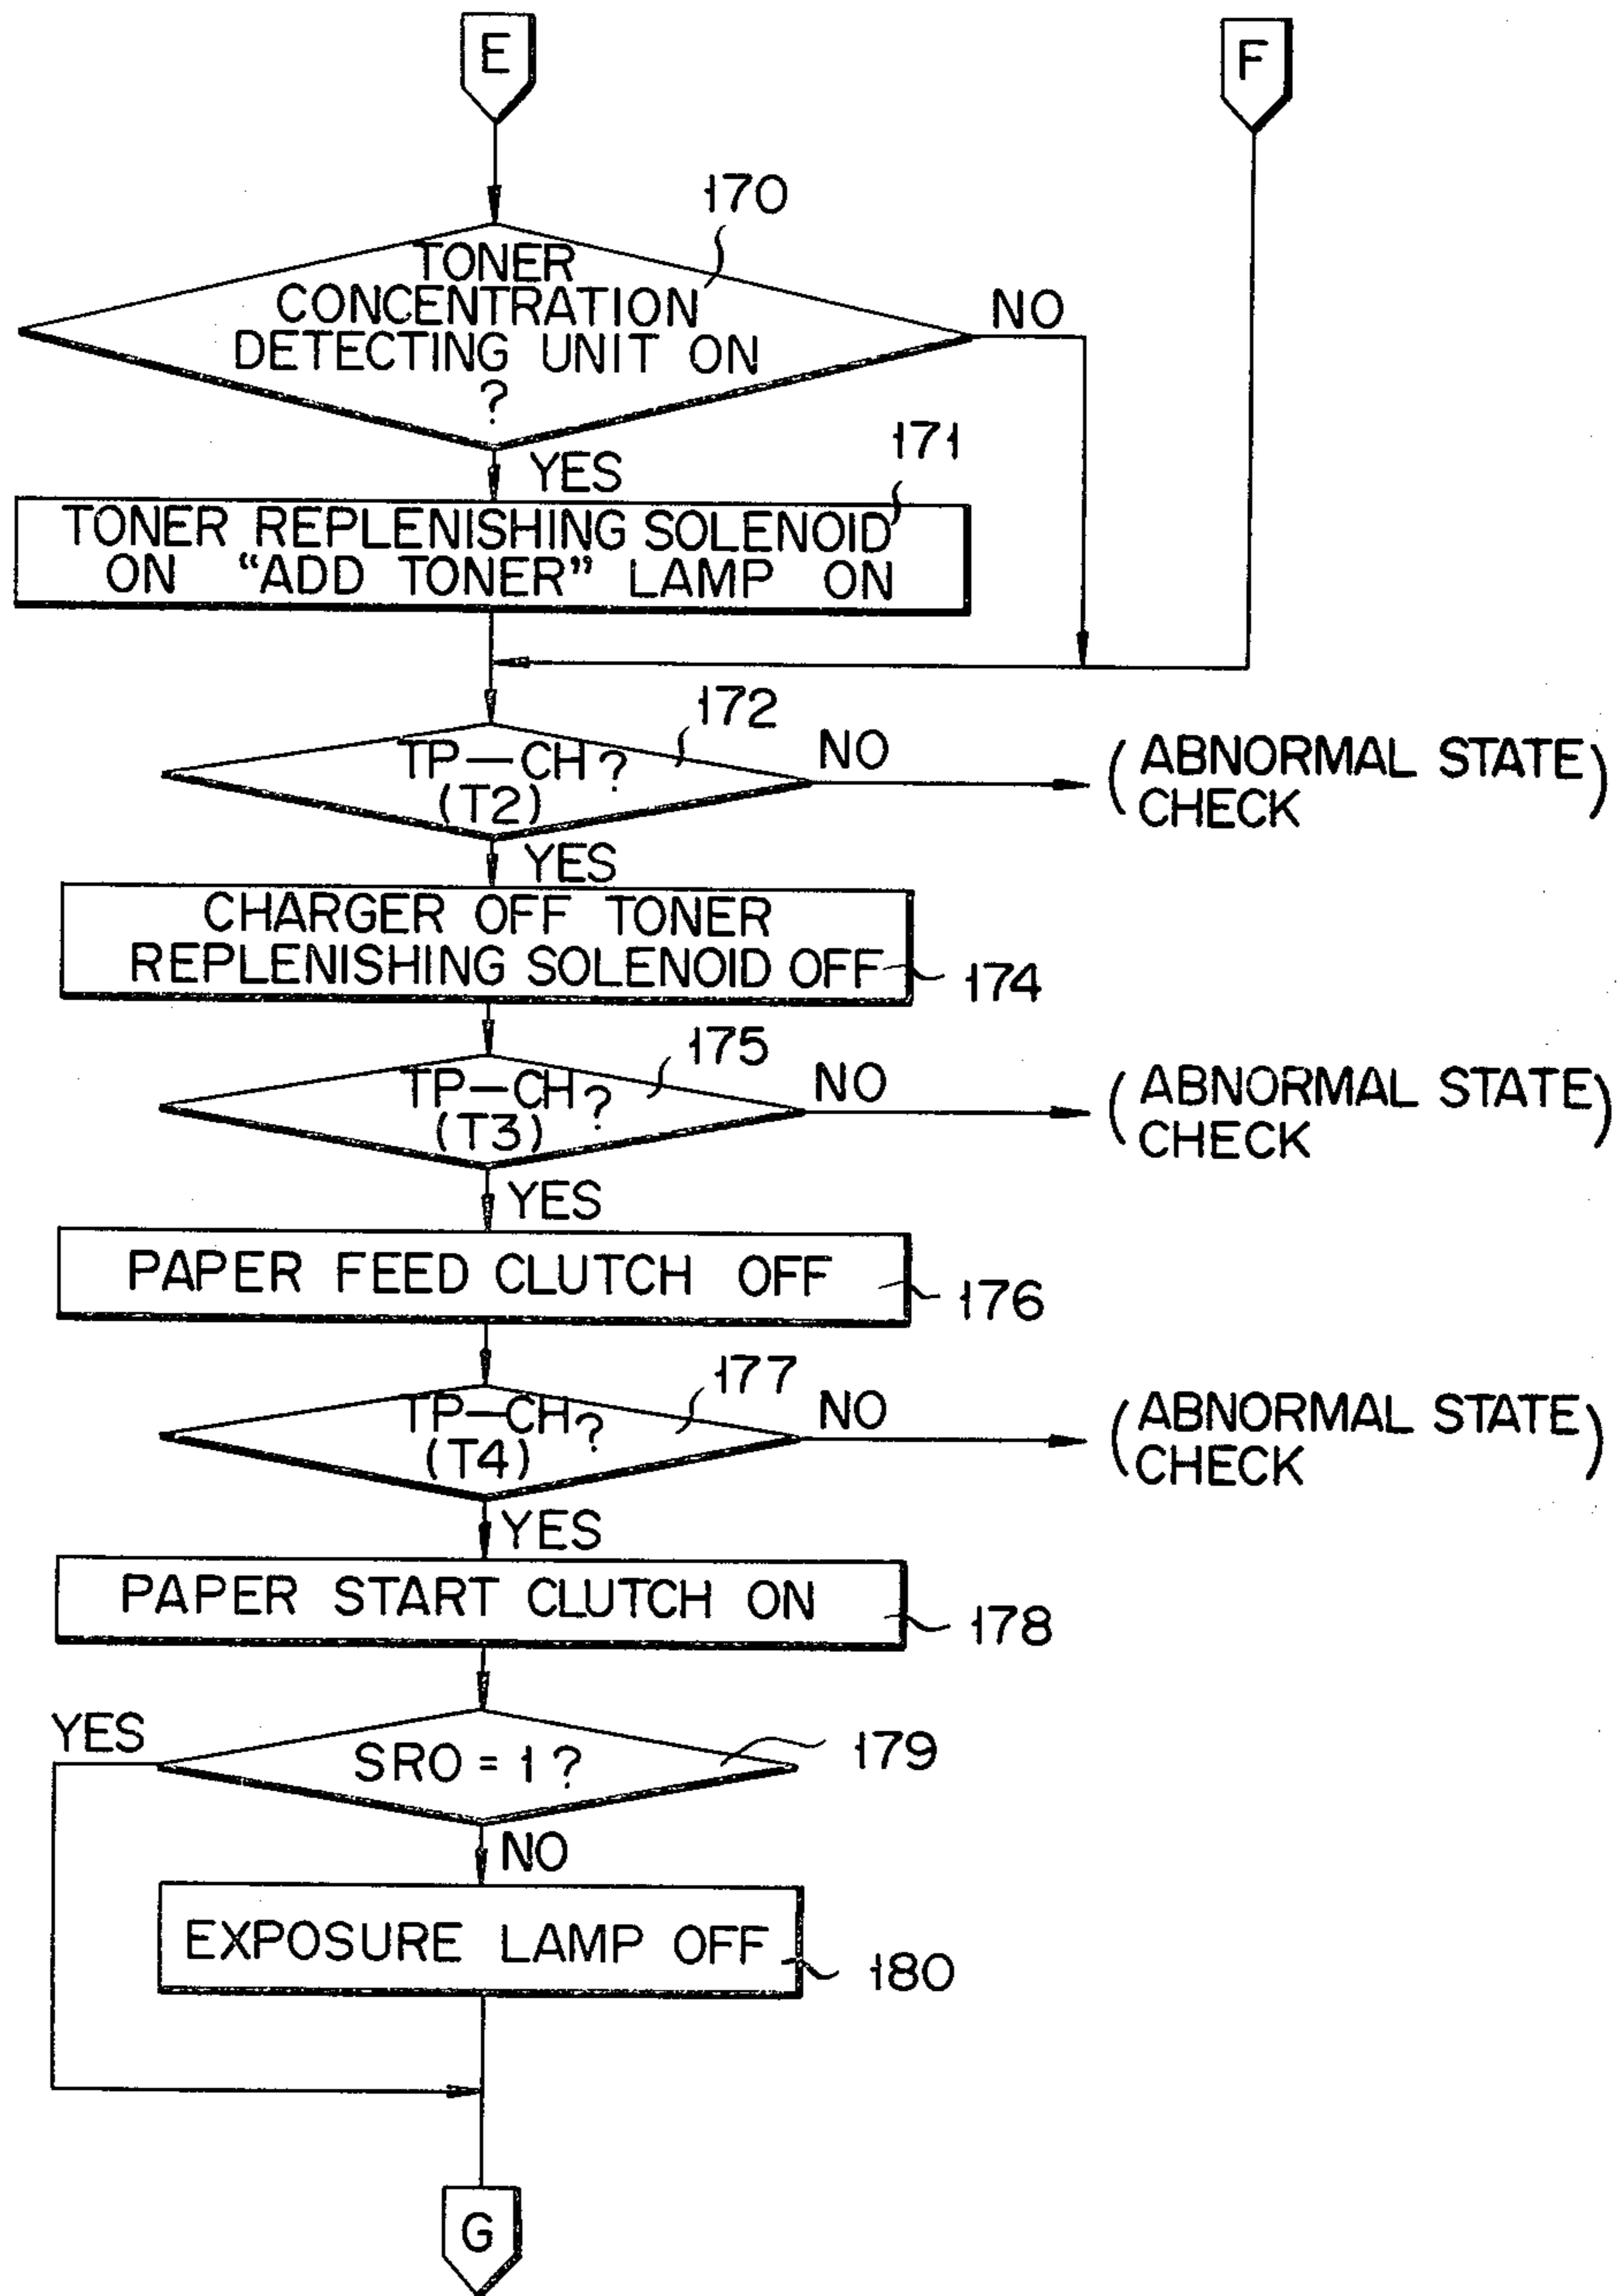 E
F
170
TONER
CONCENTRATION
DETECTING UNIT ON
?
NO
YES
171
TONER REPLENISHING SOLENOID
ON “ADD TONER” LAMP ON
172
TP—CH?
(T2)
NO
(ABNORMAL STATE
CHECK)
YES
CHARGER OFF TONER
REPLENISHING SOLENOID OFF
174
175
TP—CH?
(T3)
NO
(ABNORMAL STATE
CHECK)
YES
PAPER FEED CLUTCH OFF
176
177
TP—CH?
(T4)
NO
(ABNORMAL STATE
CHECK)
YES
PAPER START CLUTCH ON
178
YES
SRO = 1 ?
179
NO
EXPOSURE LAMP OFF
180
G